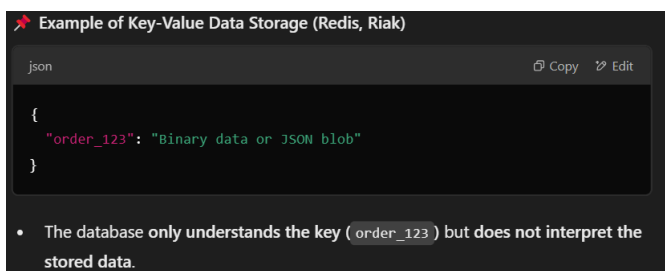 📌 Example of Key-Value Data Storage (Redis, Riak)
json Copy Edit
{
"order_123": "Binary data or JSON blob"
}
• The database only understands the key ( order_123 ) but does not interpret the
stored data.